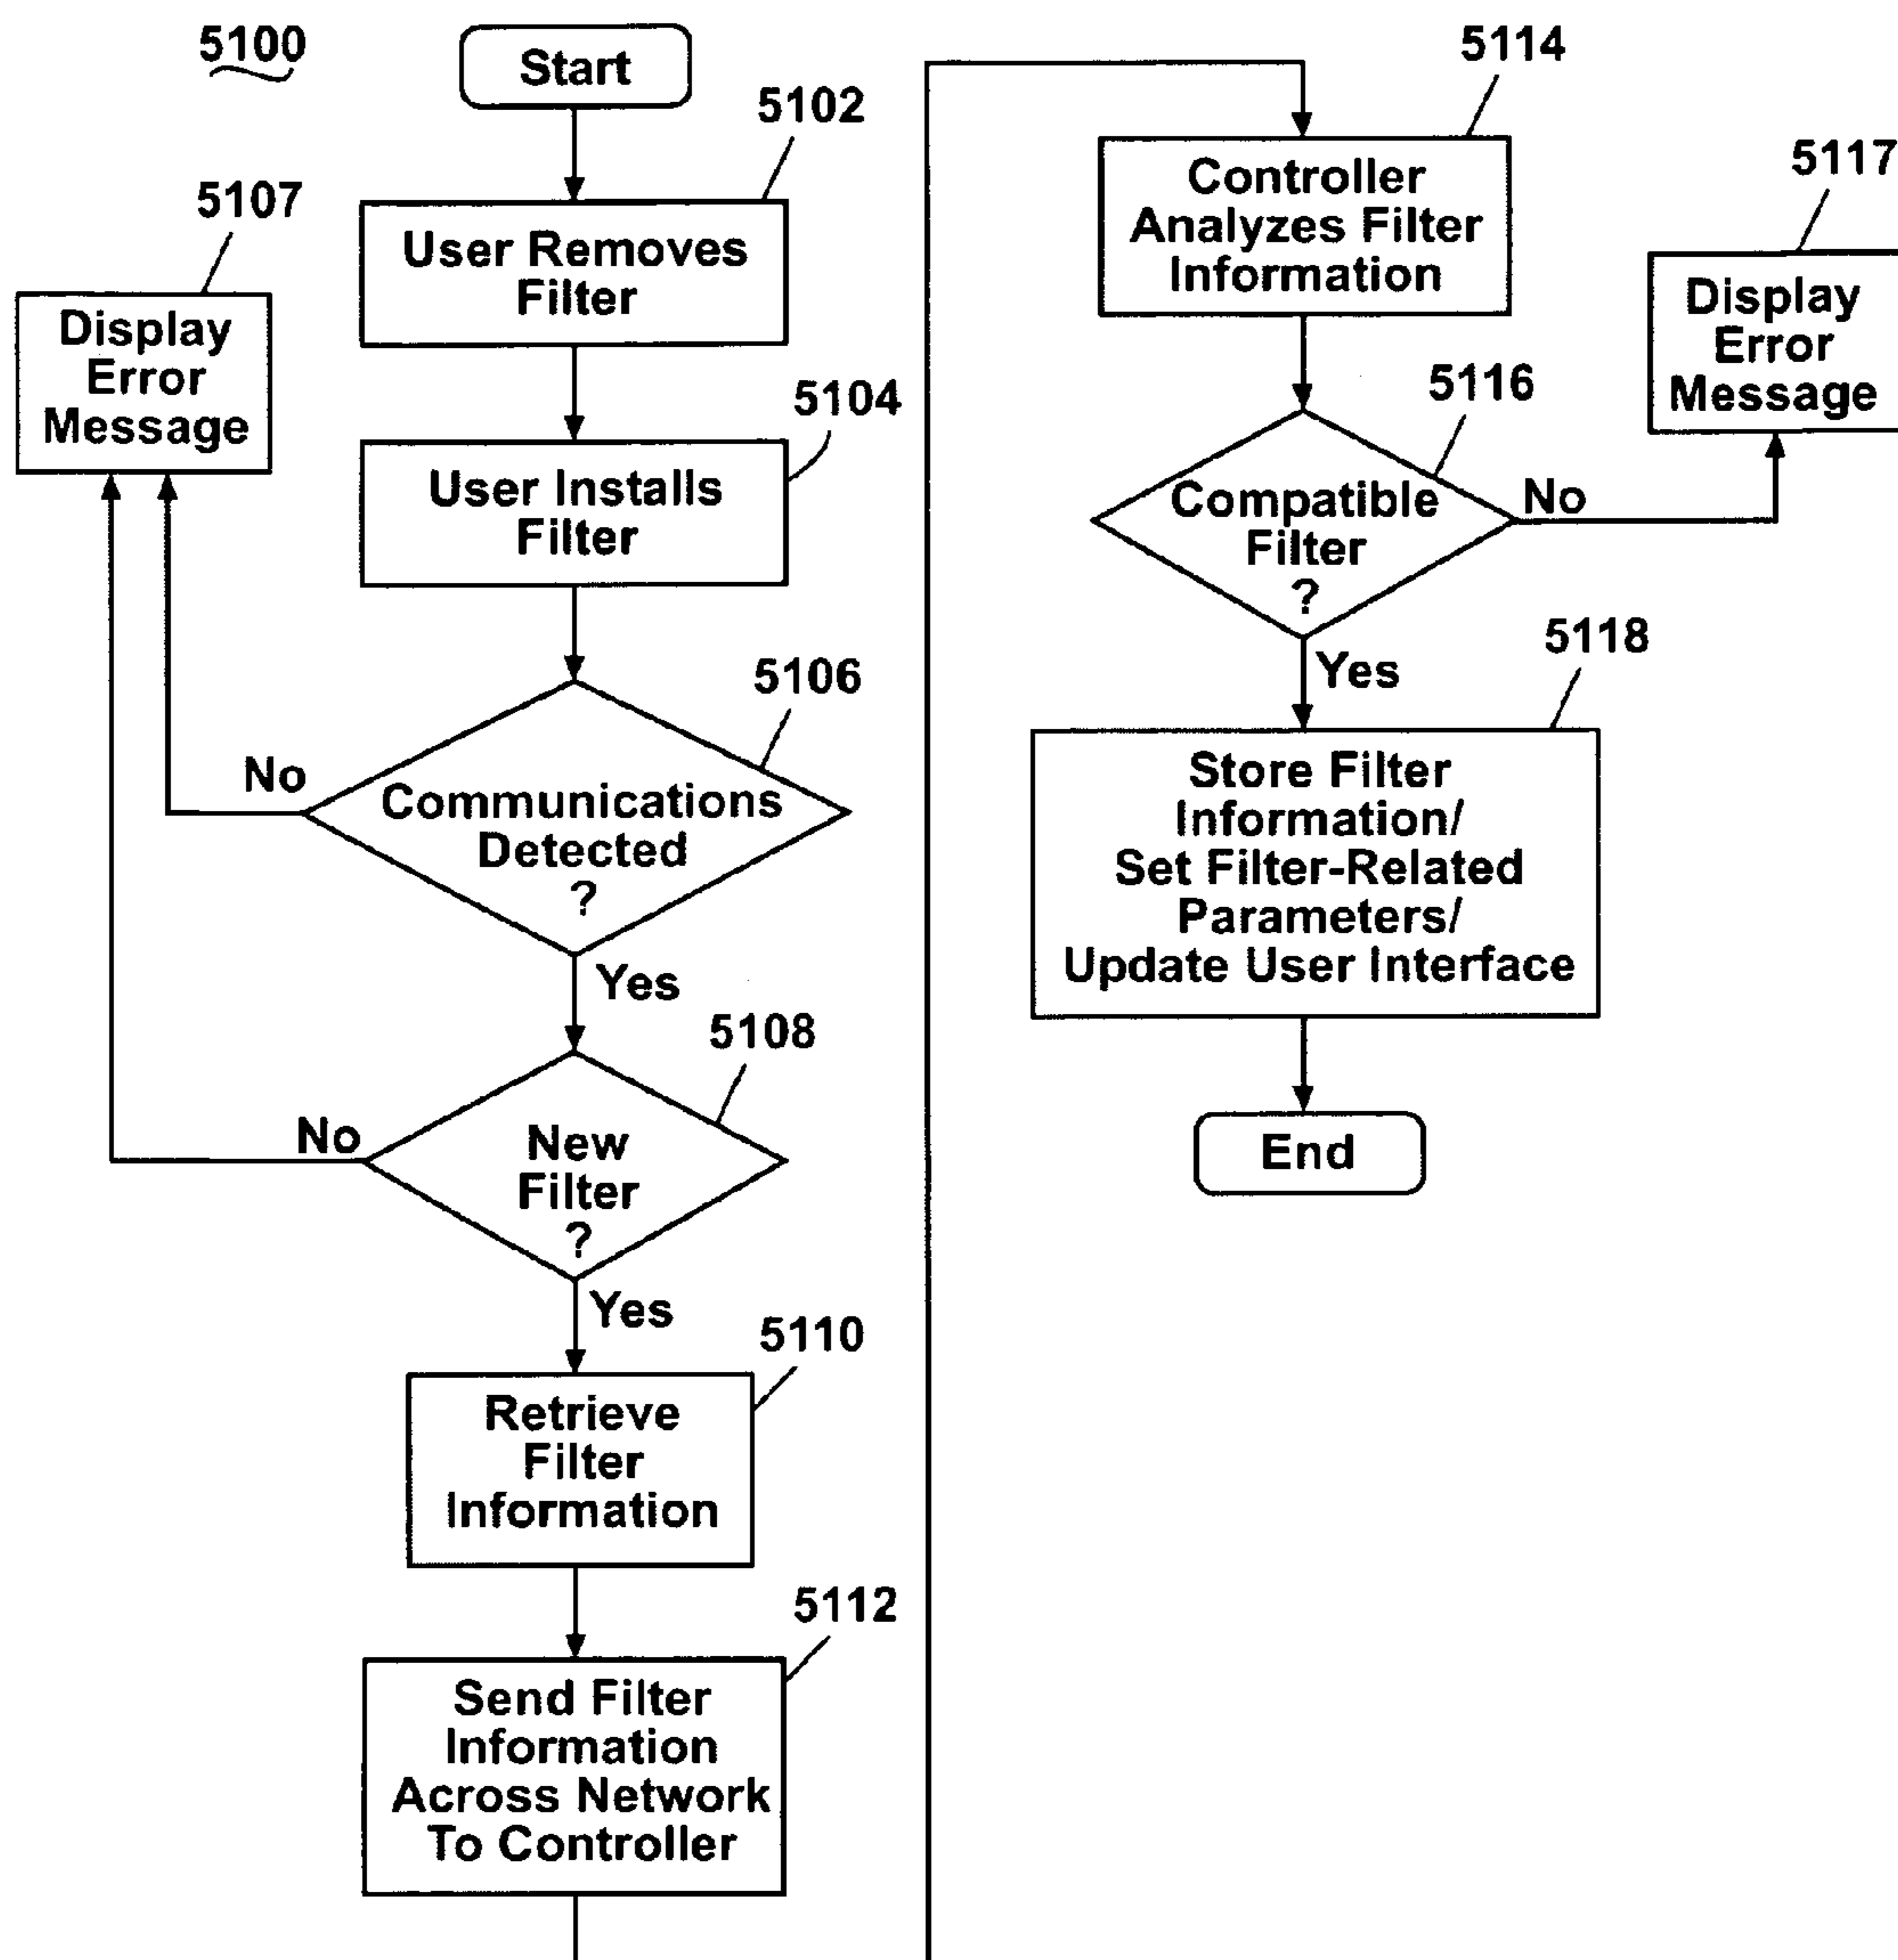 5100
Start
5102
User Removes
Filter
5107
Display
Error
Message
5104
User Installs
Filter
5106
No
Communications
Detected
?
Yes
5108
No
New
Filter
?
Yes
5110
Retrieve
Filter
Information
5112
Send Filter
Information
Across Network
To Controller
5114
Controller
Analyzes Filter
Information
5117
Display
Error
Message
5116
Compatible
Filter
?
No
Yes
5118
Store Filter
Information/
Set Filter-Related
Parameters/
Update User Interface
End